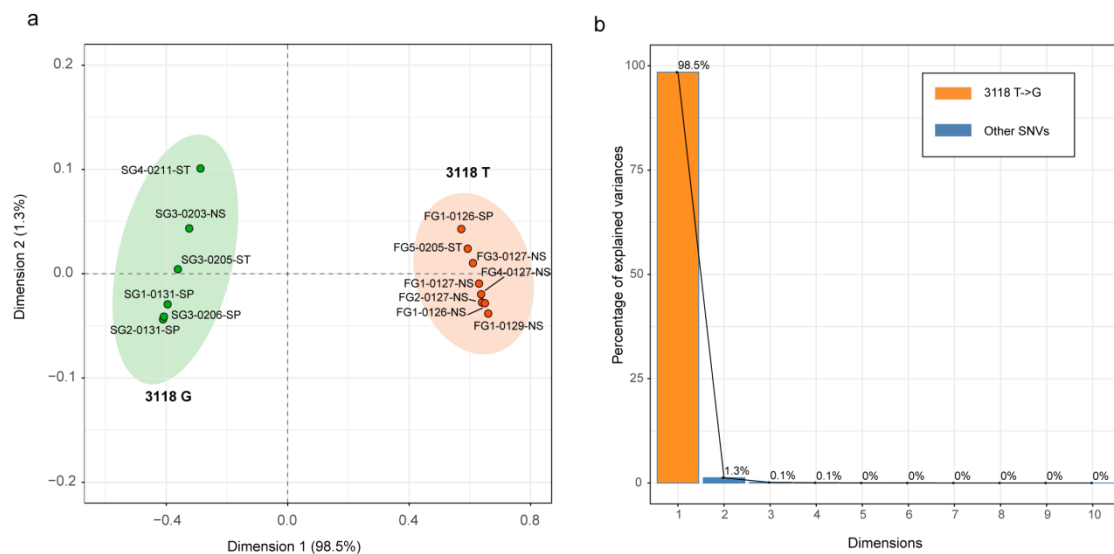 a
Dimension 2 (1.3%)
0.2
0.1
0.0
−0.1
−0.2
SG4-0211-ST
SG3-0203-NS
SG3-0205-ST
SG1-0131-SP
SG3-0206-SP
SG2-0131-SP
3118 G
3118 T
FG1-0126-SP
FG5-0205-ST
FG3-0127-NS
FG4-0127-NS
FG1-0127-NS
FG2-0127-NS
FG1-0126-NS
FG1-0129-NS
−0.4
0.0
0.4
0.8
Dimension 1 (98.5%)
b
Percentage of explained variances
100
75
50
25
0
98.5%
3118 T->G
Other SNVs
1.3%
0.1%
0.1%
0%
0%
0%
0%
0%
0%
1
2
3
4
5
6
7
8
9
10
Dimensions